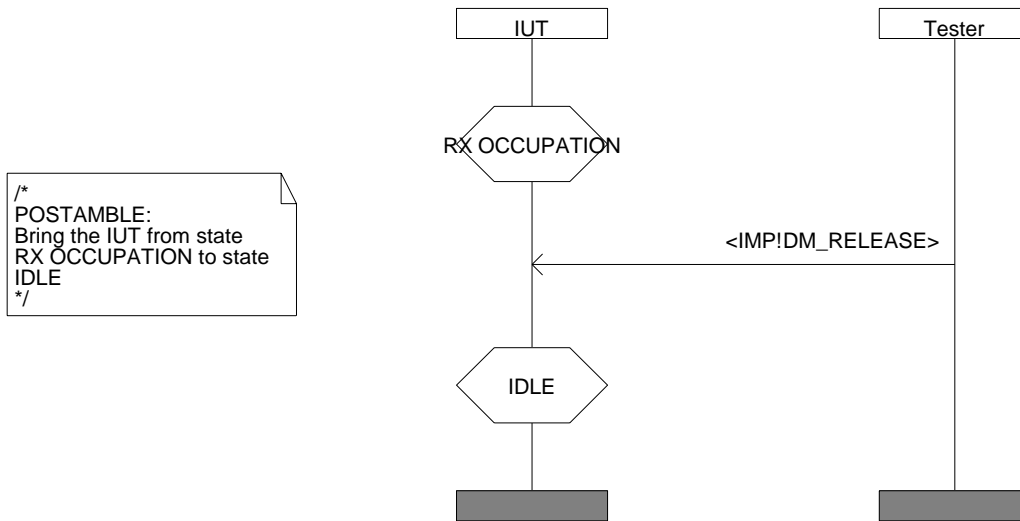 IUT
Tester
RX OCCUPATION
/*
POSTAMBLE:
Bring the IUT from state
RX OCCUPATION to state
IDLE
*/
<IMP!DM_RELEASE>
IDLE